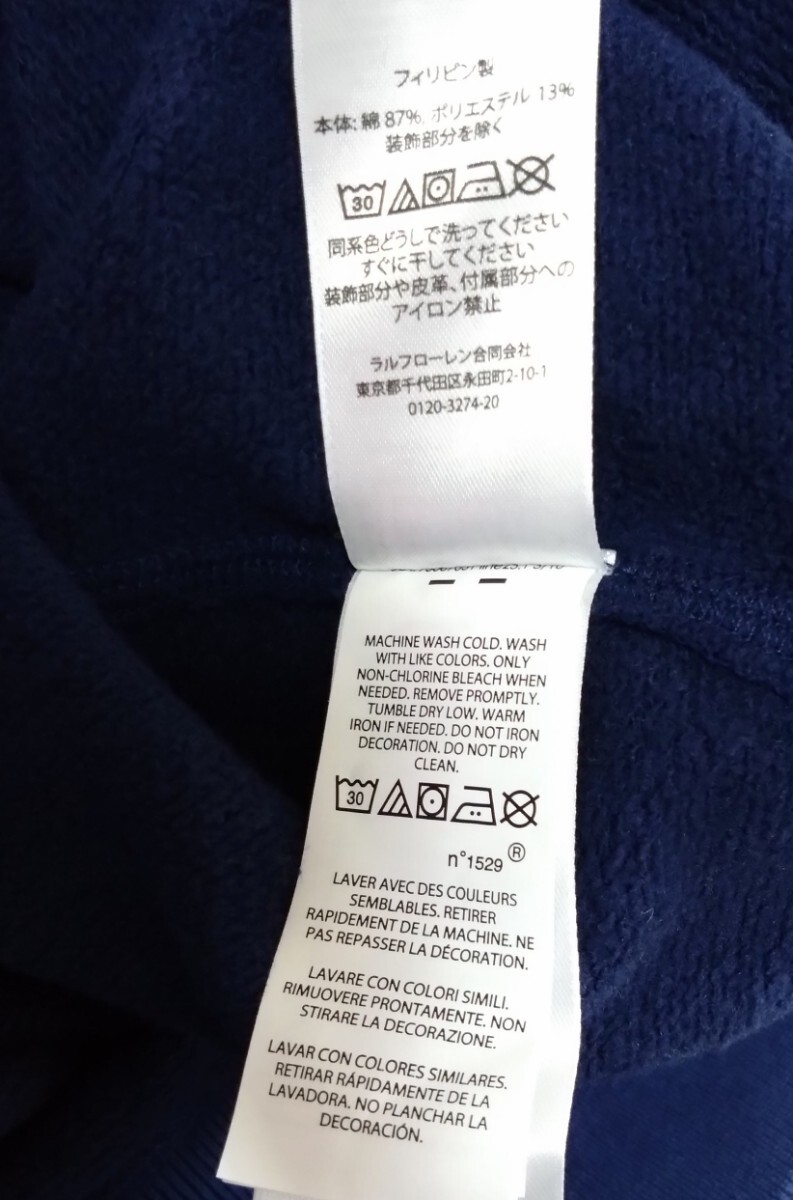 フィリピン製
本体: 綿 87%, ポリエステル 13%
装飾部分を除く
30
同系色どうしで洗ってください
すぐに干してください
装飾部分や皮革、付属部分への
アイロン禁止
ラルフローレン合同会社
東京都千代田区永田町2-10-1
0120-3274-20
MACHINE WASH COLD. WASH
WITH LIKE COLORS. ONLY
NON-CHLORINE BLEACH WHEN
NEEDED. REMOVE PROMPTLY.
TUMBLE DRY LOW. WARM
IRON IF NEEDED. DO NOT IRON
DECORATION. DO NOT DRY
CLEAN.
30
n°1529 ®
LAVER AVEC DES COULEURS
SEMBLABLES. RETIRER
RAPIDEMENT DE LA MACHINE. NE
PAS REPASSER LA DÉCORATION.
LAVARE CON COLORI SIMILI.
RIMUOVERE PRONTAMENTE. NON
STIRARE LA DECORAZIONE.
LAVAR CON COLORES SIMILARES.
RETIRAR RÁPIDAMENTE DE LA
LAVADORA. NO PLANCHAR LA
DECORACIÓN.